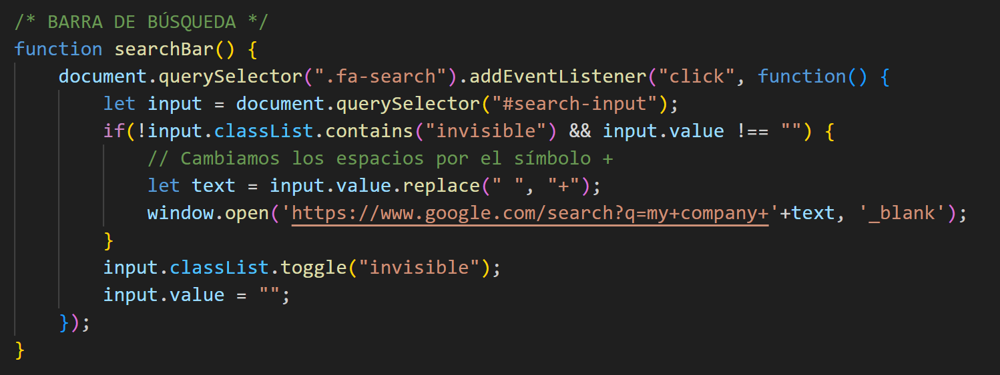 /* BARRA DE BÚSQUEDA */
function searchBar() {
    document.querySelector(".fa-search").addEventListener("click", function() {
        let input = document.querySelector("#search-input");
        if(!input.classList.contains("invisible") && input.value !== "") {
            // Cambiamos los espacios por el símbolo +
            let text = input.value.replace(" ", "+");
            window.open('https://www.google.com/search?q=my+company+'+text, '_blank');
        }
        input.classList.toggle("invisible");
        input.value = "";
    });
}